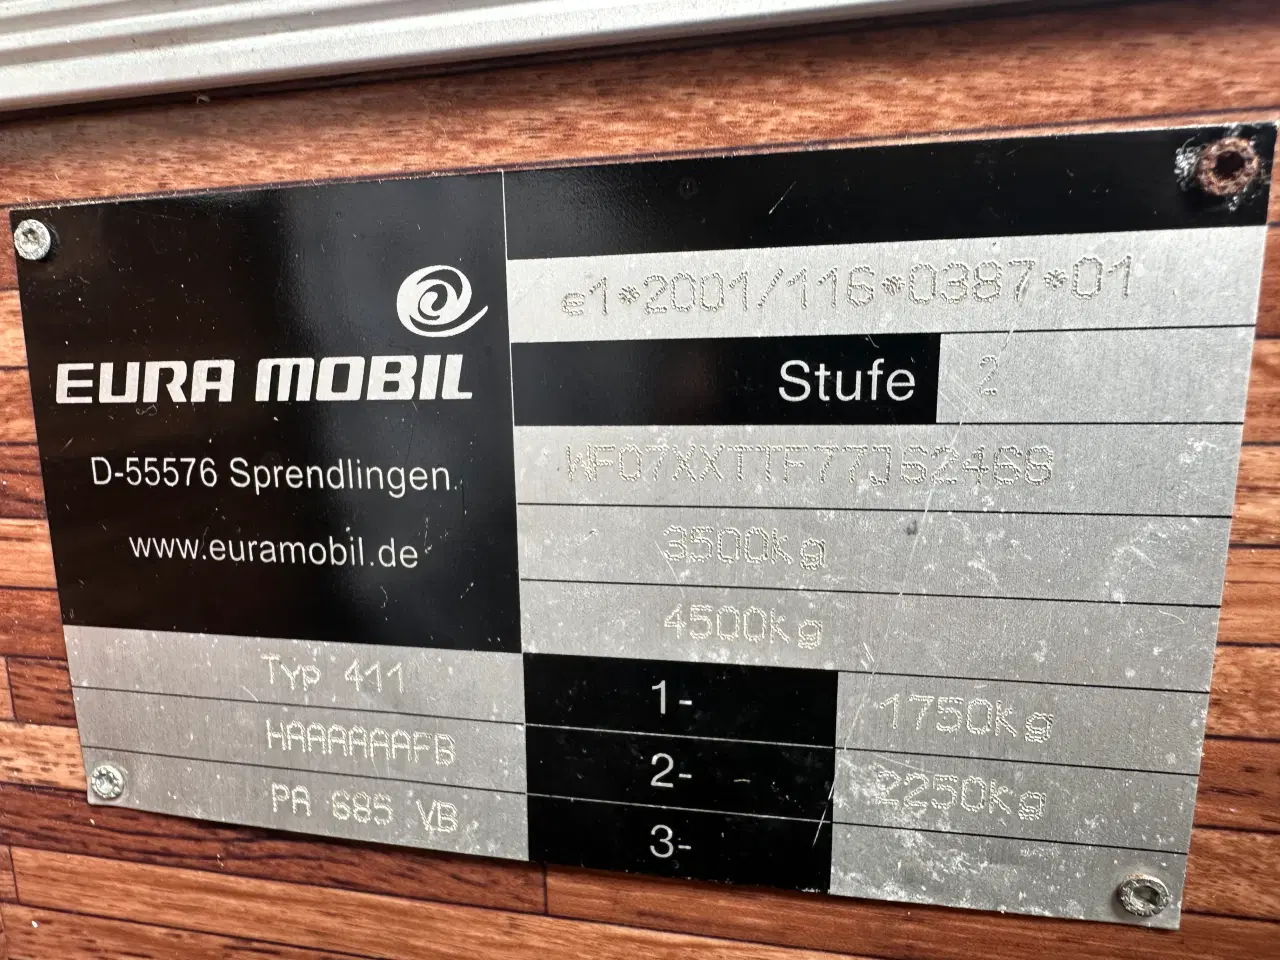 EURA MOBIL
D-55576 Sprendlingen
www.euramobil.de
Typ 411
HAAAAAAFB
PA 685 VB
e1*2001/116*0387*01
Stufe 2
WF07XXTTF77J62468
3500kg
4500kg
1- 1750kg
2- 2250kg
3-